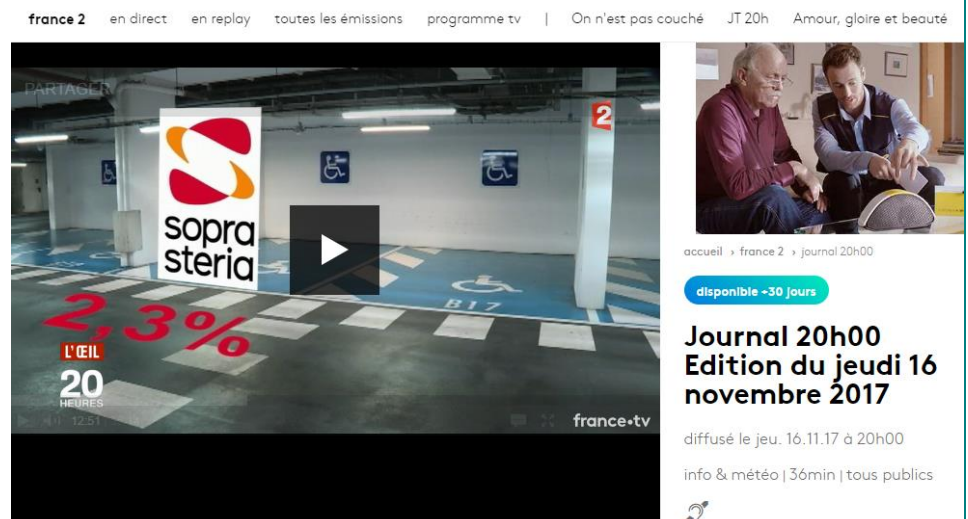 france 2 en direct en replay toutes les émissions programme tv | On n'est pas couché JT 20h Amour, gloire et beauté
PARTAGER
2
sopra
steria
B17
2,3%
L'ŒIL
20
HEURES
12:51
france•tv
accueil › france 2 › journal 20h00
disponible +30 jours
Journal 20h00
Edition du jeudi 16
novembre 2017
diffusé le jeu. 16.11.17 à 20h00
info & météo | 36min | tous publics